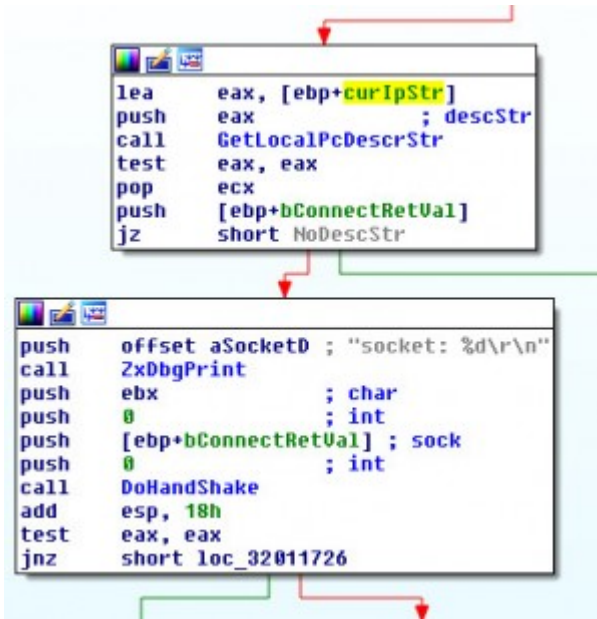 lea eax, [ebp+curIpStr]
push eax ; descStr
call GetLocalPcDescrStr
test eax, eax
pop ecx
push [ebp+bConnectRetVal]
jz short NoDescStr
push offset aSocketD ; "socket: %d\r\n"
call ZxDbgPrint
push ebx ; char
push 0 ; int
push [ebp+bConnectRetVal] ; sock
push 0 ; int
call DoHandShake
add esp, 18h
test eax, eax
jnz short loc_32011726